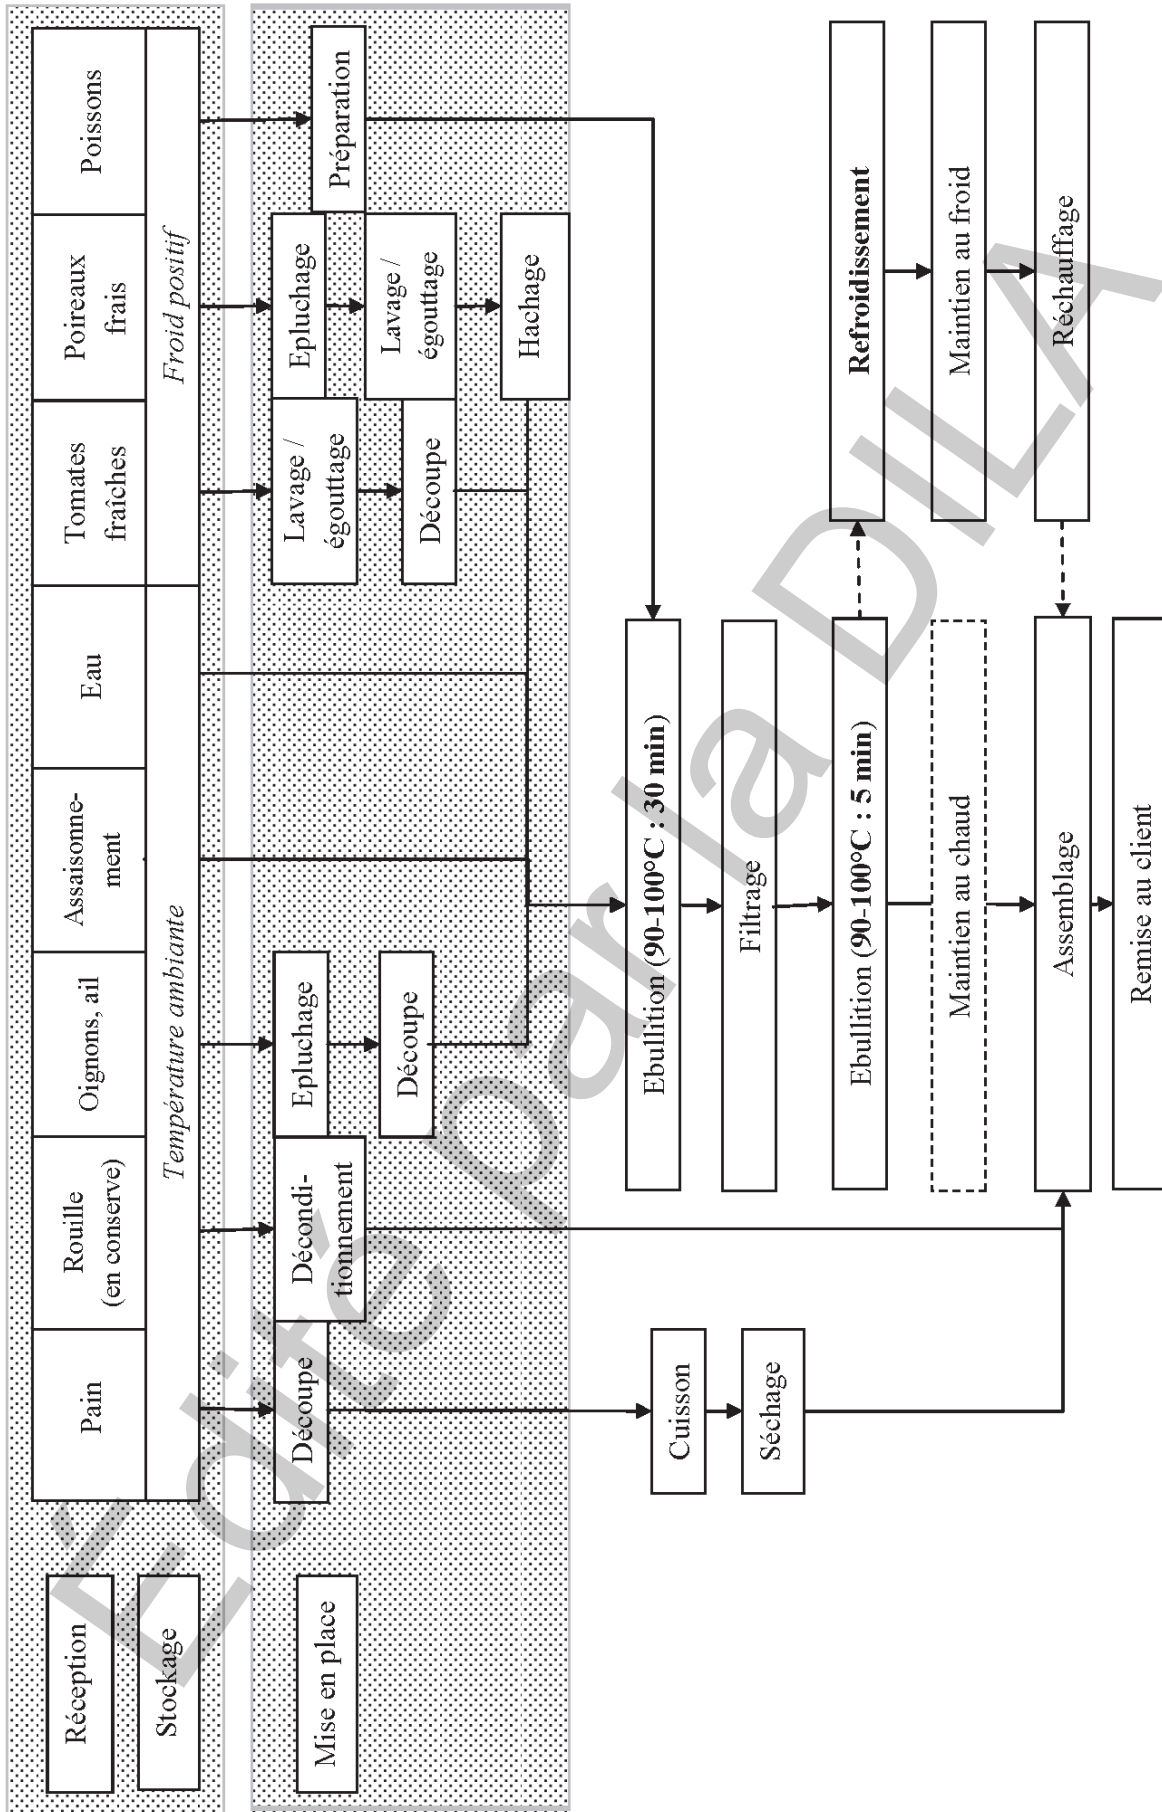 Réception
Pain
Rouille
(en conserve)
Oignons, ail
Assaisonne-
ment
Eau
Tomates
fraîches
Poireaux
frais
Poissons
Stockage
Température ambiante
Froid positif
Mise en place
Découpe
Décondi-
tionnement
Epluchage
Découpe
Lavage /
égouttage
Découpe
Epluchage
Lavage /
égouttage
Hachage
Préparation
Cuisson
Séchage
Ebullition (90-100°C : 30 min)
Filtrage
Ebullition (90-100°C : 5 min)
Refroidissement
Maintien au chaud
Maintien au froid
Assemblage
Réchauffage
Remise au client
Édité par la DILA